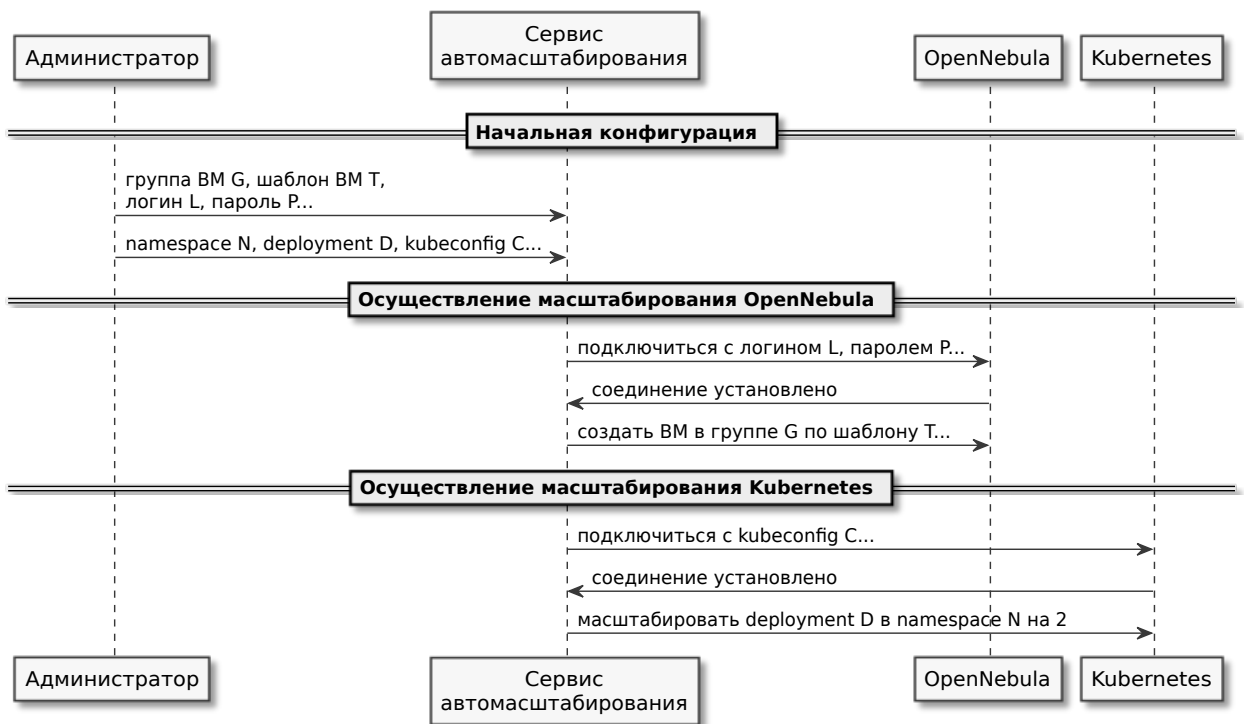 Администратор
Сервис
автомасштабирования
OpenNebula
Kubernetes
Начальная конфигурация
группа ВМ G, шаблон ВМ T,
логин L, пароль P...
namespace N, deployment D, kubeconfig C...
Осуществление масштабирования OpenNebula
подключиться с логином L, паролем P...
соединение установлено
создать ВМ в группе G по шаблону T...
Осуществление масштабирования Kubernetes
подключиться с kubeconfig C...
соединение установлено
масштабировать deployment D в namespace N на 2
Администратор
Сервис
автомасштабирования
OpenNebula
Kubernetes